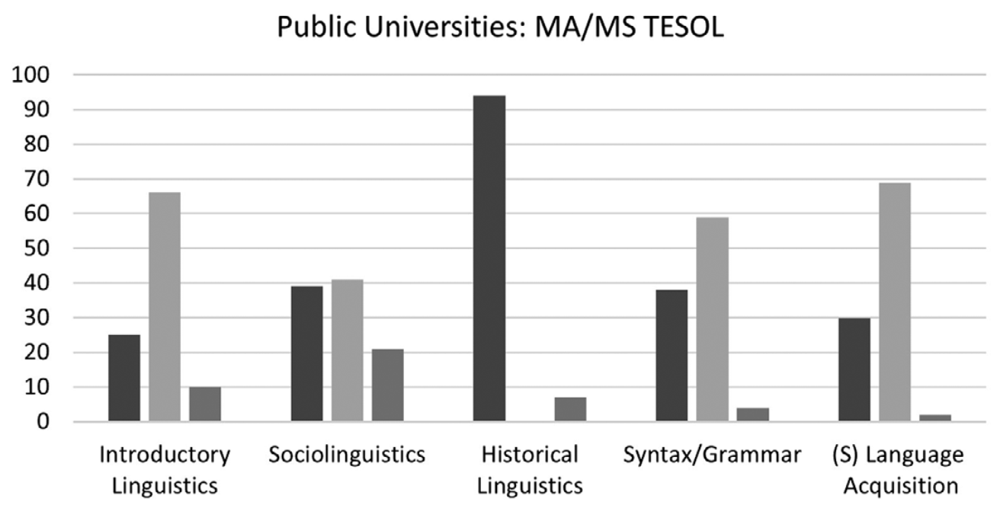 Public Universities: MA/MS TESOL
100
90
80
70
60
50
40
30
20
10
0
Introductory Linguistics
Sociolinguistics
Historical Linguistics
Syntax/Grammar
(S) Language Acquisition